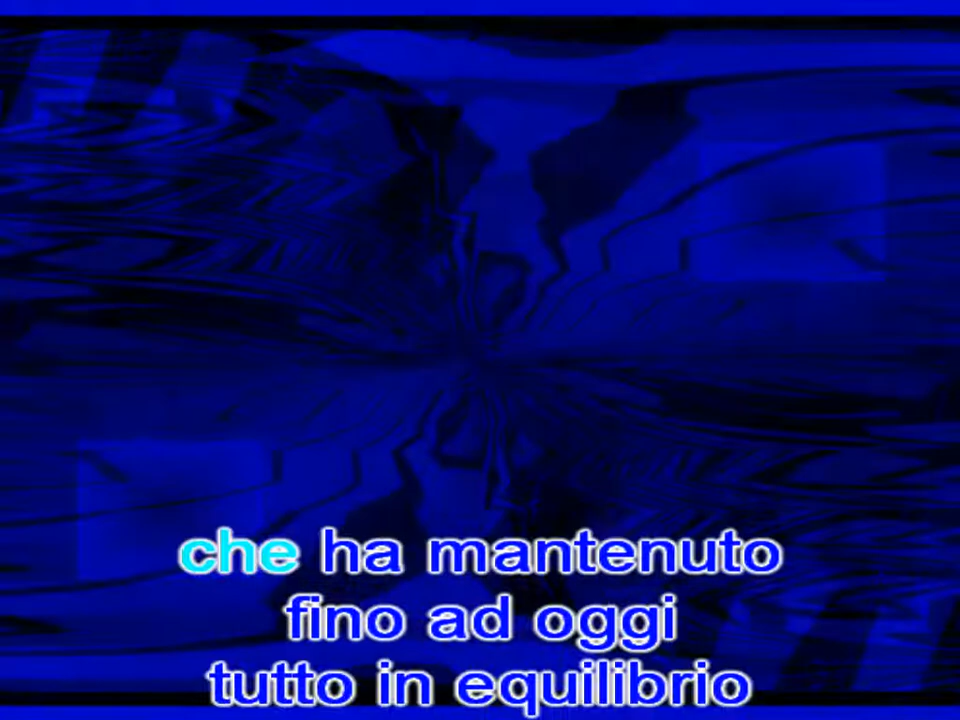 che ha mantenuto
fino ad oggi
tutto in equilibrio